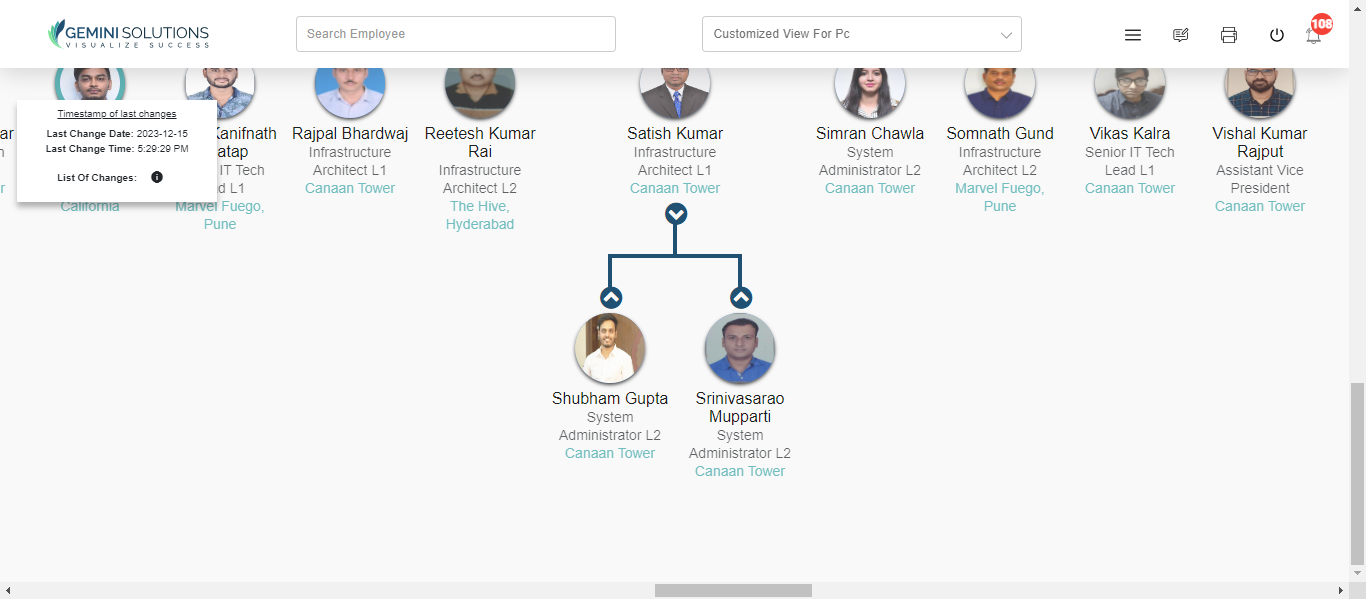 GEMINI SOLUTIONS
VISUALIZE SUCCESS
Search Employee
Customized View For Pc
108
Timestamp of last changes
Last Change Date: 2023-12-15
Last Change Time: 5:29:29 PM
List Of Changes:
California
Kanifnath
atap
IT Tech
d L1
Marvel Fuego,
Pune
Rajpal Bhardwaj
Infrastructure
Architect L1
Canaan Tower
Reetesh Kumar
Rai
Infrastructure
Architect L2
The Hive,
Hyderabad
Satish Kumar
Infrastructure
Architect L1
Canaan Tower
Simran Chawla
System
Administrator L2
Canaan Tower
Somnath Gund
Infrastructure
Architect L2
Marvel Fuego,
Pune
Vikas Kalra
Senior IT Tech
Lead L1
Canaan Tower
Vishal Kumar
Rajput
Assistant Vice
President
Canaan Tower
Shubham Gupta
System
Administrator L2
Canaan Tower
Srinivasarao
Mupparti
System
Administrator L2
Canaan Tower